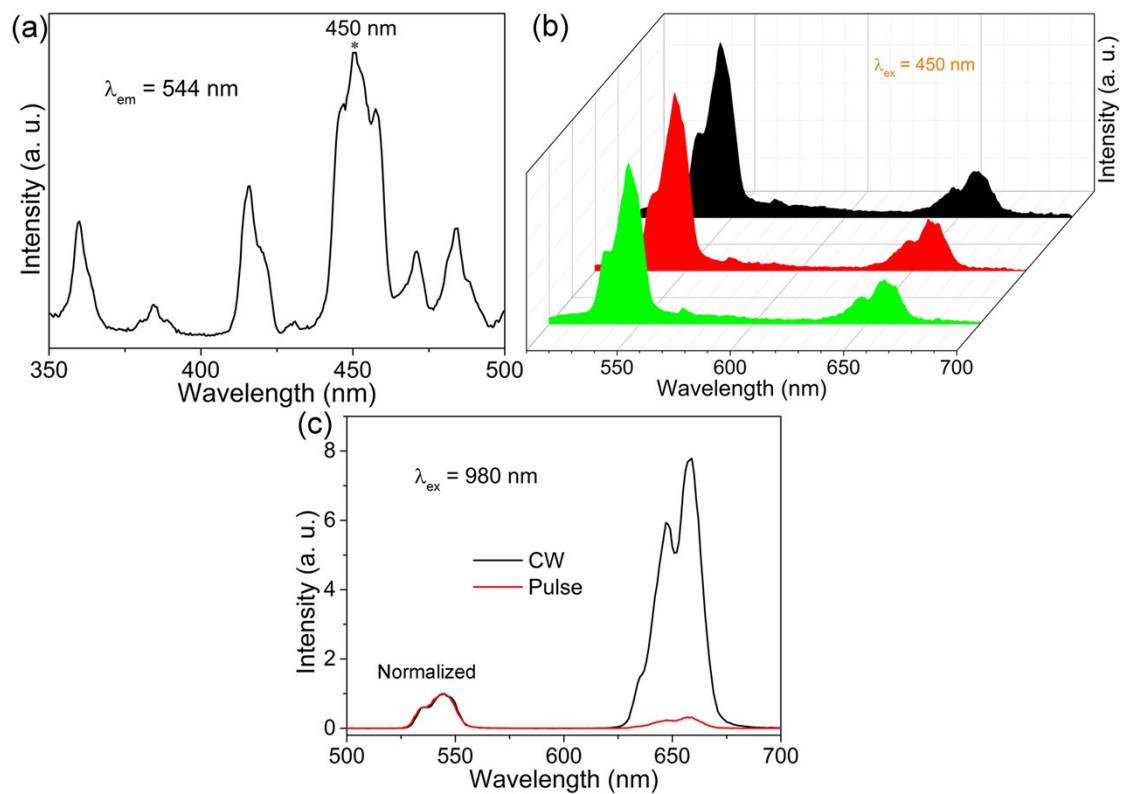 (a)
450 nm
*
λem = 544 nm
Intensity (a. u.)
350 400 450 500
Wavelength (nm)
(b)
λex = 450 nm
Intensity (a. u.)
550 600 650 700
Wavelength (nm)
(c)
λex = 980 nm
CW
Pulse
Normalized
Intensity (a. u.)
8
6
4
2
0
500 550 600 650 700
Wavelength (nm)